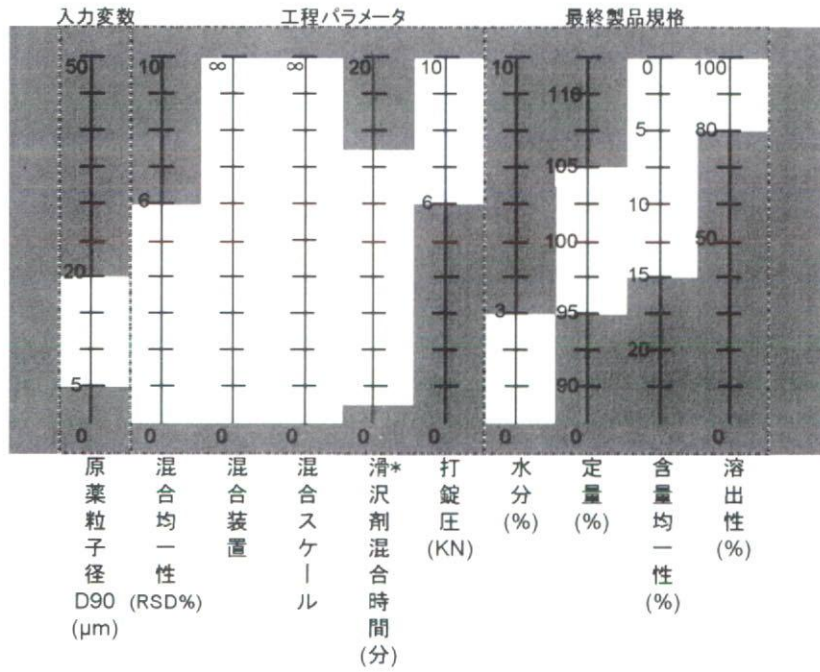 入力変数
工程パラメータ
最終製品規格
50
20
5
0
10
6
0
∞
0
∞
0
20
0
10
6
0
10
3
0
110
105
100
95
90
0
0
5
10
15
20
100
80
50
0
原薬粒子径D90(μm)
混合均一性(RSD%)
混合装置
混合スケール
滑沢剤混合時間(分)*
打錠圧(KN)
水分(%)
定量(%)
含量均一性(%)
溶出性(%)